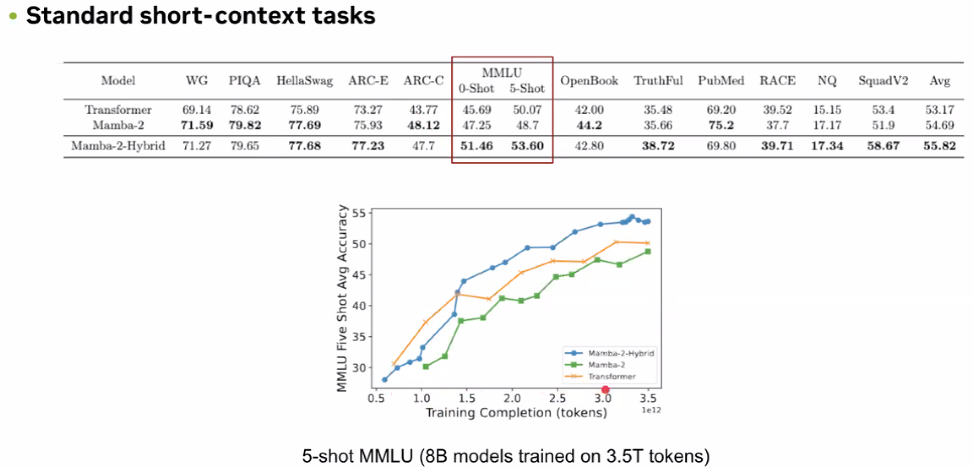 • Standard short-context tasks
Model WG PIQA HellaSwag ARC-E ARC-C MMLU OpenBook TruthFul PubMed RACE NQ SquadV2 Avg
0-Shot 5-Shot
Transformer 69.14 78.62 75.89 73.27 43.77 45.69 50.07 42.00 35.48 69.20 39.52 15.15 53.4 53.17
Mamba-2 71.59 79.82 77.69 75.93 48.12 47.25 48.7 44.2 35.66 75.2 37.7 17.17 51.9 54.69
Mamba-2-Hybrid 71.27 79.65 77.68 77.23 47.7 51.46 53.60 42.80 38.72 69.80 39.71 17.34 58.67 55.82
MMLU Five Shot Avg Accuracy
55
50
45
40
35
30
Mamba-2-Hybrid
Mamba-2
Transformer
0.5 1.0 1.5 2.0 2.5 3.0 3.5
1e12
Training Completion (tokens)
5-shot MMLU (8B models trained on 3.5T tokens)